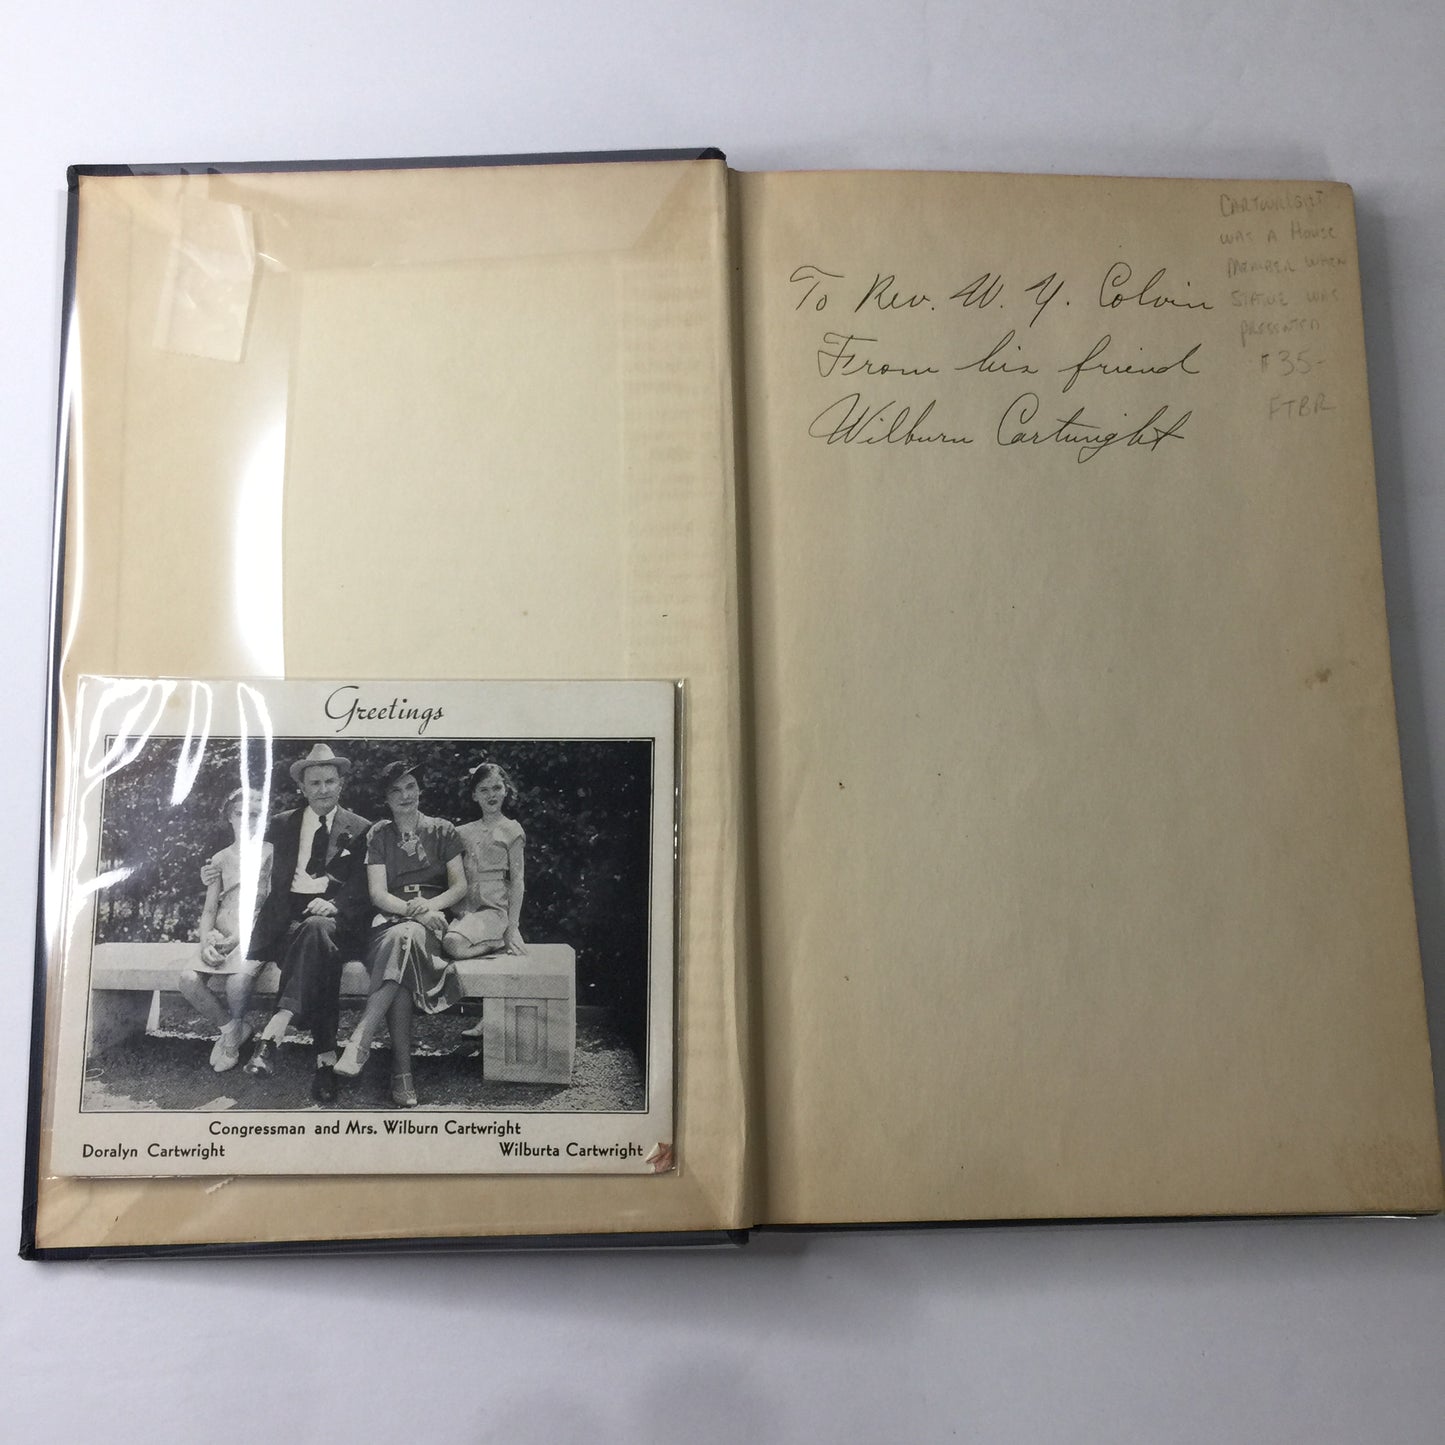 Greetings
Congressman and Mrs. Wilburn Cartwright
Doralyn Cartwright
Wilburta Cartwright
To Rev. W. Y. Colvin
From his friend
Wilburn Cartwright
CARTWRIGHT
WAS A HOUSE
MEMBER WHEN
STATUE WAS
PRESENTED
$35-
FTBR